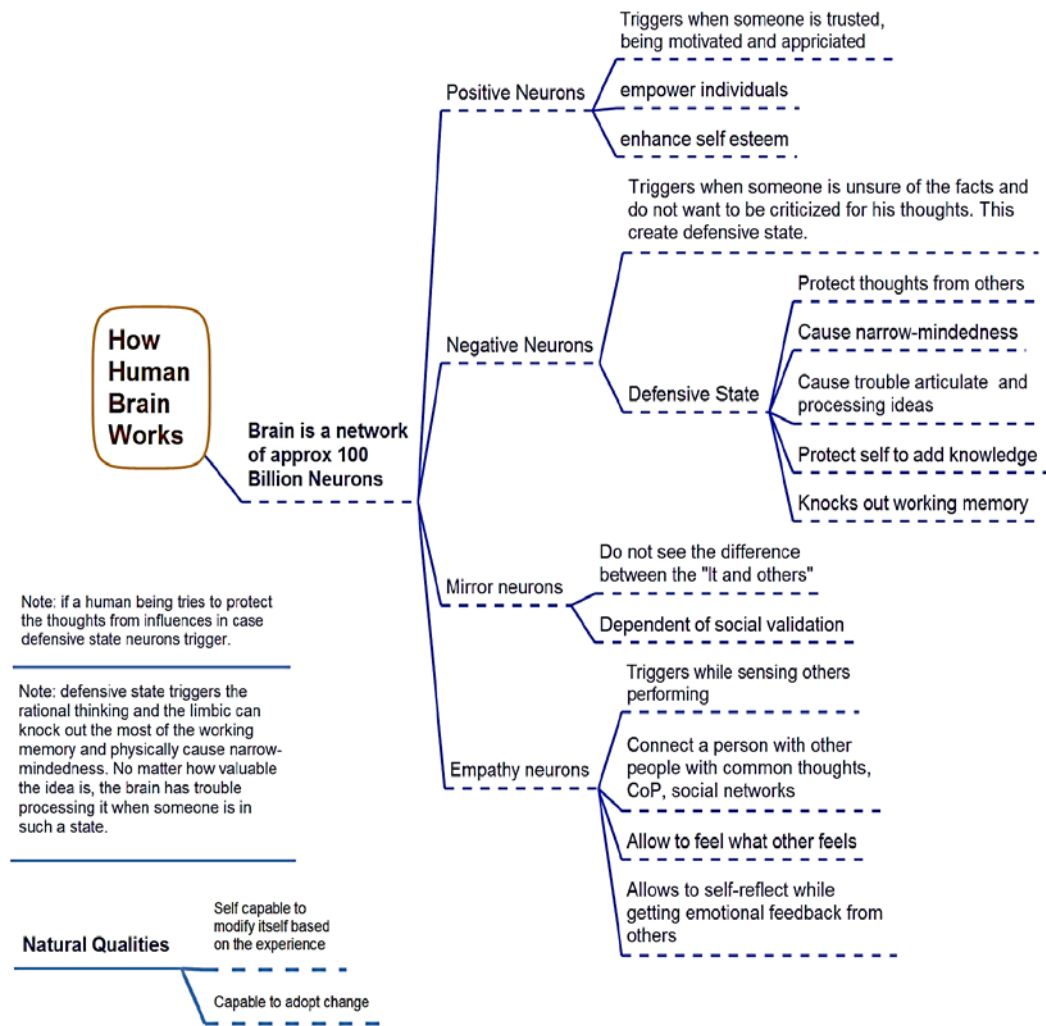 How
Human
Brain
Works
Brain is a network
of approx 100
Billion Neurons
Positive Neurons
Triggers when someone is trusted,
being motivated and appriciated
empower individuals
enhance self esteem
Negative Neurons
Triggers when someone is unsure of the facts and
do not want to be criticized for his thoughts. This
create defensive state.
Defensive State
Protect thoughts from others
Cause narrow-mindedness
Cause trouble articulate and
processing ideas
Protect self to add knowledge
Knocks out working memory
Mirror neurons
Do not see the difference
between the "It and others"
Dependent of social validation
Empathy neurons
Triggers while sensing others
performing
Connect a person with other
people with common thoughts,
CoP, social networks
Allow to feel what other feels
Allows to self-reflect while
getting emotional feedback from
others
Note: if a human being tries to protect
the thoughts from influences in case
defensive state neurons trigger.
Note: defensive state triggers the
rational thinking and the limbic can
knock out the most of the working
memory and physically cause narrow-
mindedness. No matter how valuable
the idea is, the brain has trouble
processing it when someone is in
such a state.
Natural Qualities
Self capable to
modify itself based
on the experience
Capable to adopt change